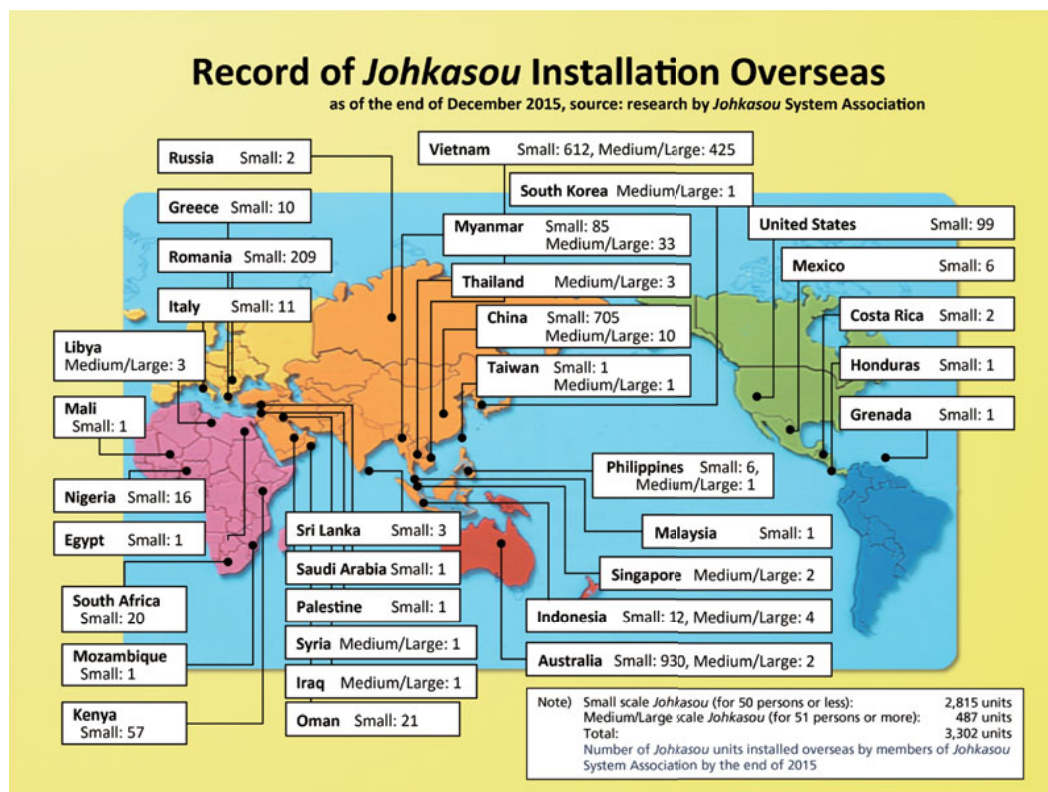 Record of Johkasou Installation Overseas
as of the end of December 2015, source: research by Johkasou System Association
Russia Small: 2
Vietnam Small: 612, Medium/Large: 425
South Korea Medium/Large: 1
Greece Small: 10
Myanmar Small: 85
Medium/Large: 33
United States Small: 99
Romania Small: 209
Mexico Small: 6
Thailand Medium/Large: 3
Italy Small: 11
China Small: 705
Medium/Large: 10
Costa Rica Small: 2
Libya
Medium/Large: 3
Taiwan Small: 1
Medium/Large: 1
Honduras Small: 1
Mali
Small: 1
Grenada Small: 1
Philippines Small: 6,
Medium/Large: 1
Nigeria Small: 16
Egypt Small: 1
Sri Lanka Small: 3
Malaysia Small: 1
Saudi Arabia Small: 1
Singapore Medium/Large: 2
South Africa
Small: 20
Palestine Small: 1
Indonesia Small: 12, Medium/Large: 4
Syria Medium/Large: 1
Mozambique
Small: 1
Australia Small: 930, Medium/Large: 2
Iraq Medium/Large: 1
Kenya
Small: 57
Oman Small: 21
Note) Small scale Johkasou (for 50 persons or less): 2,815 units
Medium/Large scale Johkasou (for 51 persons or more): 487 units
Total: 3,302 units
Number of Johkasou units installed overseas by members of Johkasou
System Association by the end of 2015